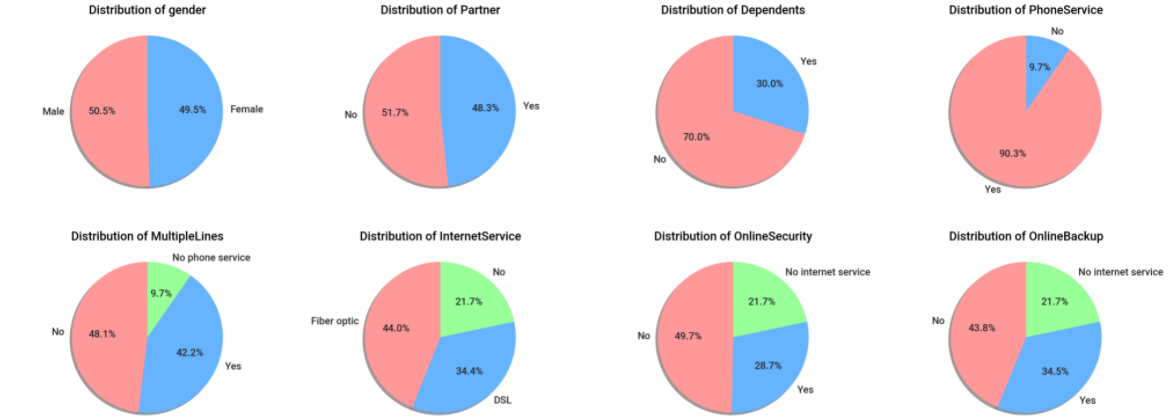 Distribution of gender
Male
50.5%
49.5%
Female
Distribution of Partner
No
51.7%
48.3%
Yes
Distribution of Dependents
Yes
30.0%
70.0%
No
Distribution of PhoneService
No
9.7%
90.3%
Yes
Distribution of MultipleLines
No phone service
9.7%
No
48.1%
42.2%
Yes
Distribution of InternetService
No
21.7%
Fiber optic
44.0%
34.4%
DSL
Distribution of OnlineSecurity
No internet service
21.7%
No
49.7%
28.7%
Yes
Distribution of OnlineBackup
No internet service
21.7%
No
43.8%
34.5%
Yes